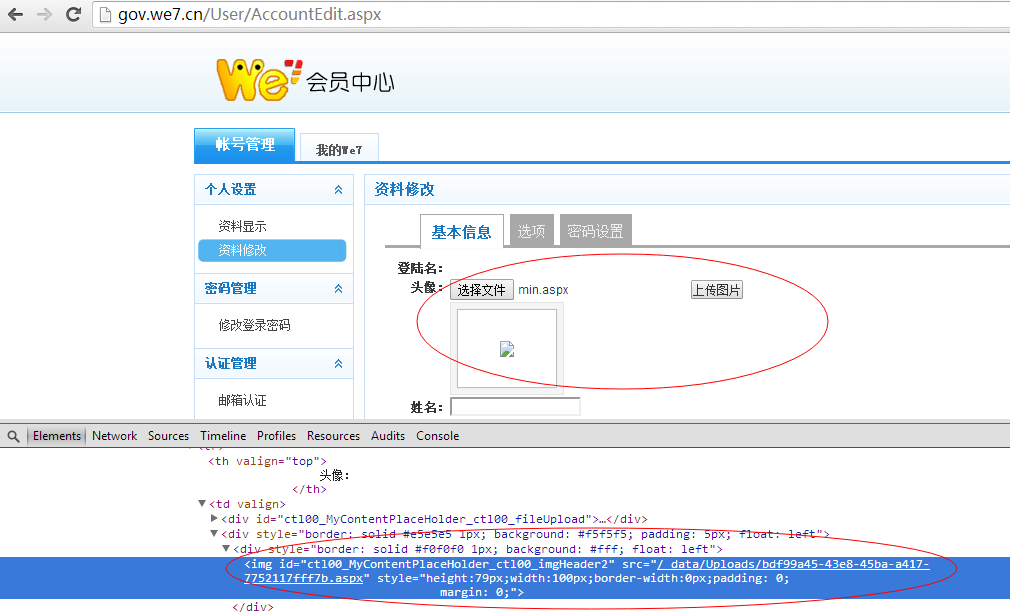 gov.we7.cn/User/AccountEdit.aspx
We7 会员中心
帐号管理 我的We7
个人设置
资料修改
资料显示
资料修改
基本信息 选项 密码设置
登陆名：
头像： 选择文件 min.aspx 上传图片
密码管理
修改登录密码
认证管理
邮箱认证
姓名：
Elements Network Sources Timeline Profiles Resources Audits Console
<th valign="top">
头像：
</th>
<td valign>
<div id="ctl00_MyContentPlaceHolder_ctl00_fileUpload">…</div>
<div style="border: solid #e5e5e5 1px; background: #f5f5f5; padding: 5px; float: left">
<div style="border: solid #f0f0f0 1px; background: #fff; float: left">
<img id="ctl00_MyContentPlaceHolder_ctl00_imgHeader2" src="/_data/Uploads/bdf99a45-43e8-45ba-a417-
7752117fff7b.aspx" style="height:79px;width:100px;border-width:0px;padding: 0;
margin: 0;">
</div>